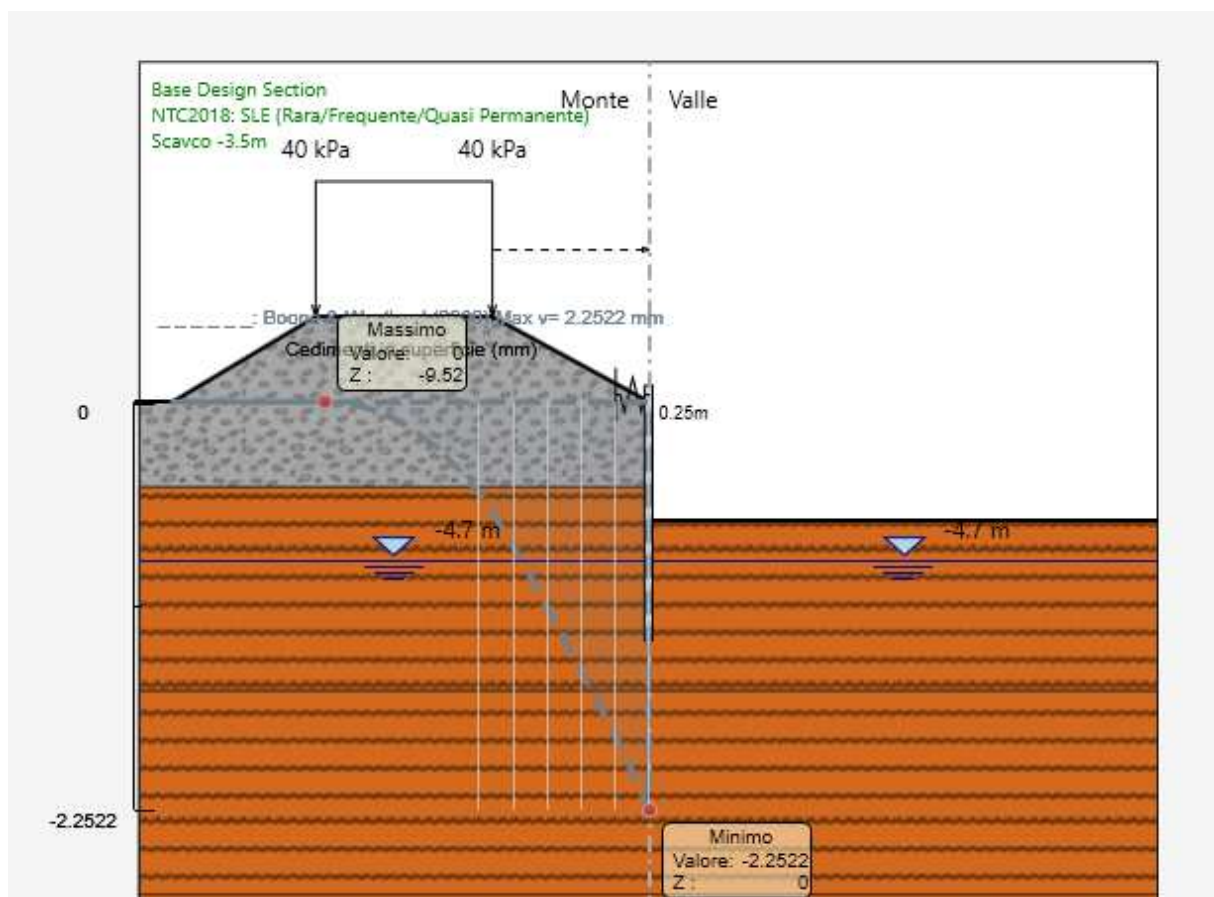 Base Design Section
NTC2018: SLE (Rara/Frequente/Quasi Permanente)
Scavco -3.5m
Monte
Valle
40 kPa
40 kPa
Max v= 2.2522 mm
Massimo
Valore: 0
Z : -9.52
Cedimenti superficie (mm)
0
0.25m
-4.7 m
-4.7 m
-2.2522
Minimo
Valore: -2.2522
Z : 0